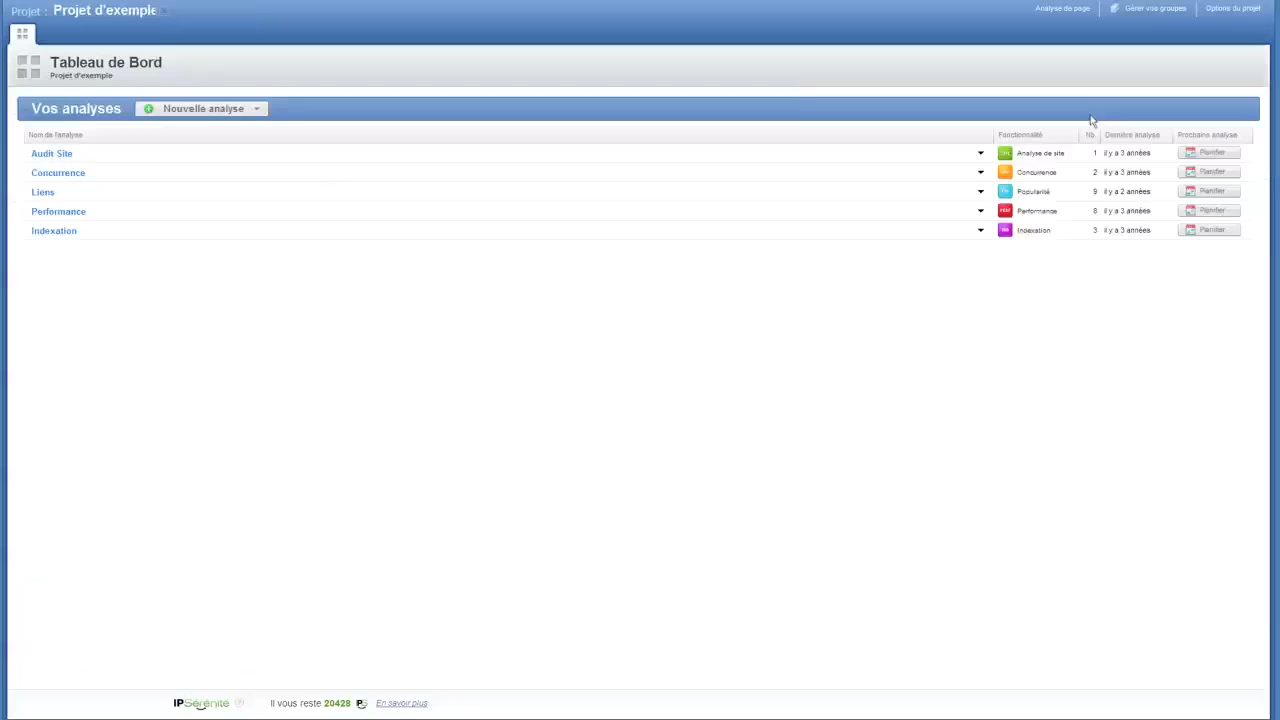 Projet : Projet d'exemple
Analyse de page
Gérer vos groupes
Options du projet
Tableau de Bord
Projet d'exemple
Vos analyses
Nouvelle analyse
Nom de l'analyse Fonctionnalité Nb. Dernière analyse Prochaine analyse
Audit Site Analyse de site 1 il y a 3 années Planifier
Concurrence Concurrence 2 il y a 3 années Planifier
Liens Popularité 9 il y a 2 années Planifier
Performance Performance 8 il y a 3 années Planifier
Indexation Indexation 3 il y a 3 années Planifier
IPSérénité Il vous reste 20428 En savoir plus